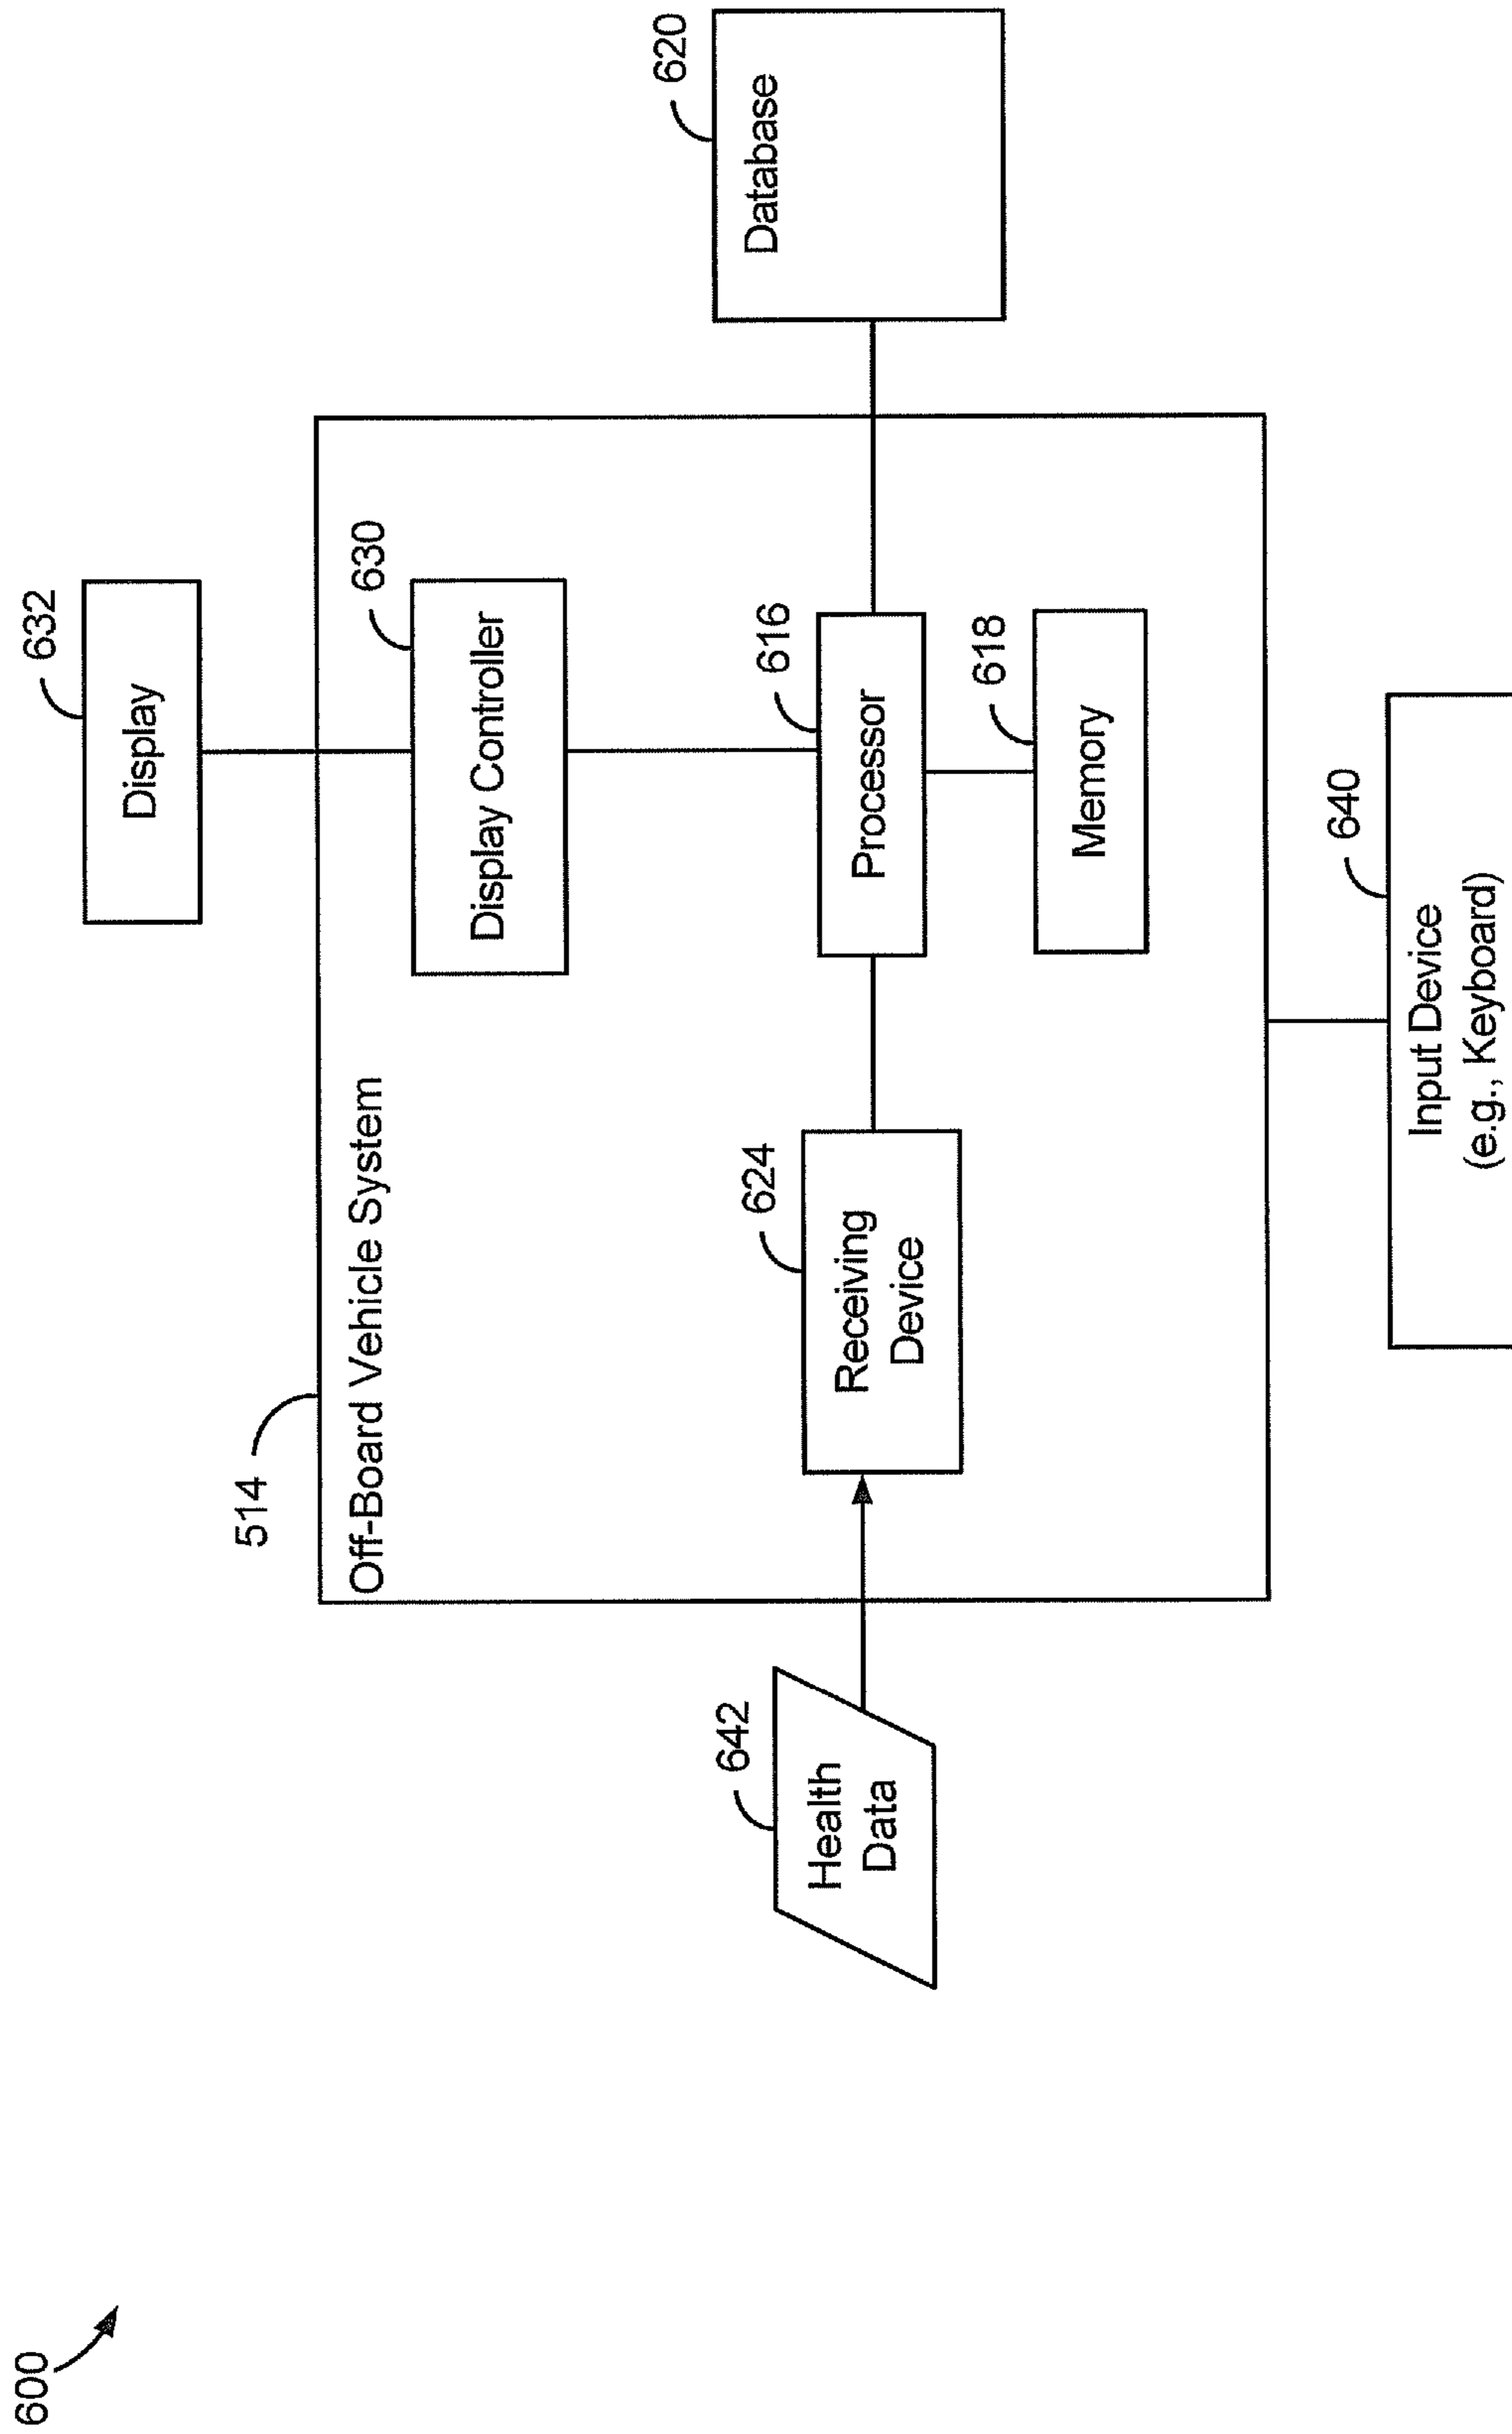 600
632
Display
514
Off-Board Vehicle System
630
Display Controller
642
Health
Data
624
Receiving
Device
616
Processor
620
Database
618
Memory
640
Input Device
(e.g., Keyboard)